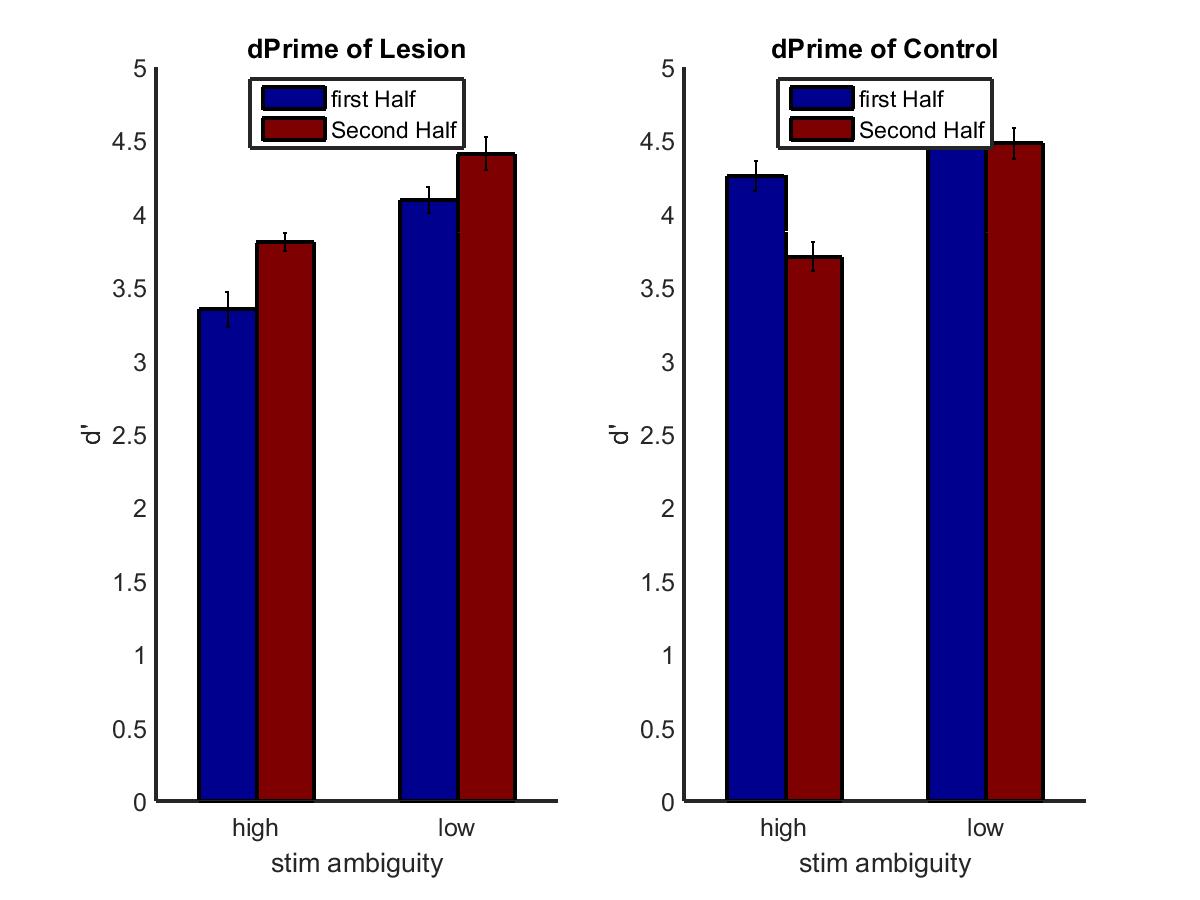 dPrime of Lesion
5
4.5
4
3.5
3
2.5
2
1.5
1
0.5
0
d'
first Half
Second Half
high
low
stim ambiguity
dPrime of Control
5
4.5
4
3.5
3
2.5
2
1.5
1
0.5
0
d'
first Half
Second Half
high
low
stim ambiguity